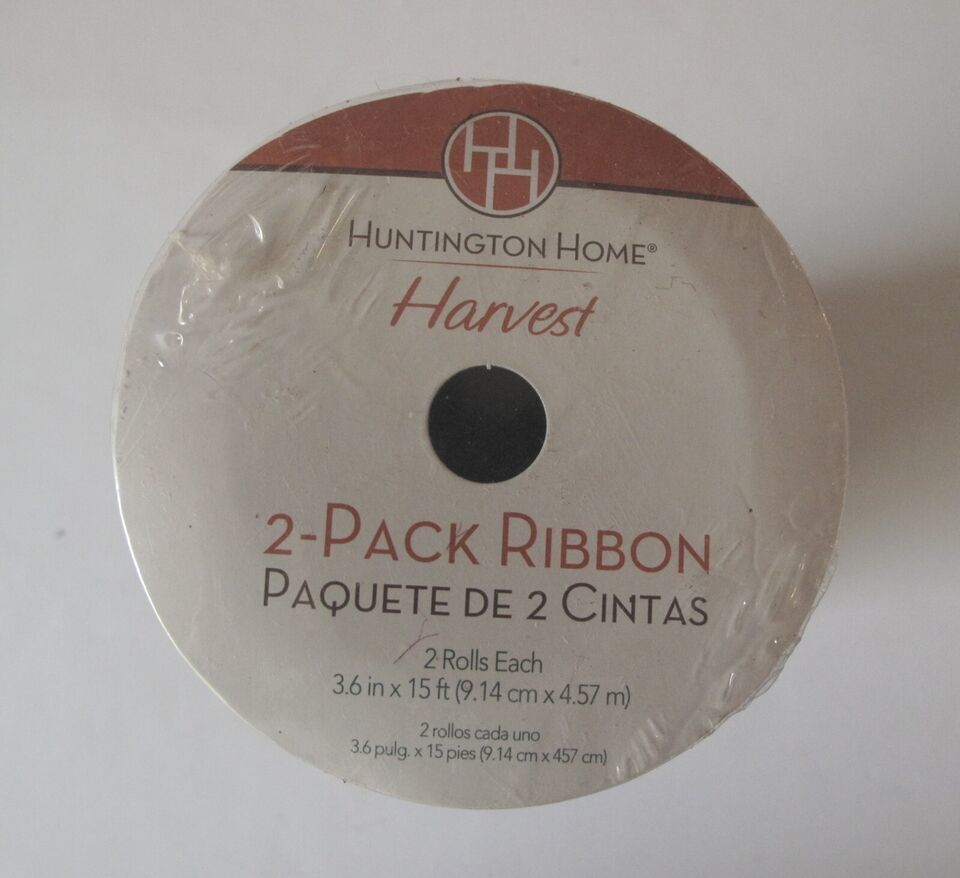 HTH
HUNTINGTON HOME®
Harvest
2-PACK RIBBON
PAQUETE DE 2 CINTAS
2 Rolls Each
3.6 in x 15 ft (9.14 cm x 4.57 m)
2 rollos cada uno
3.6 pulg. x 15 pies (9.14 cm x 457 cm)